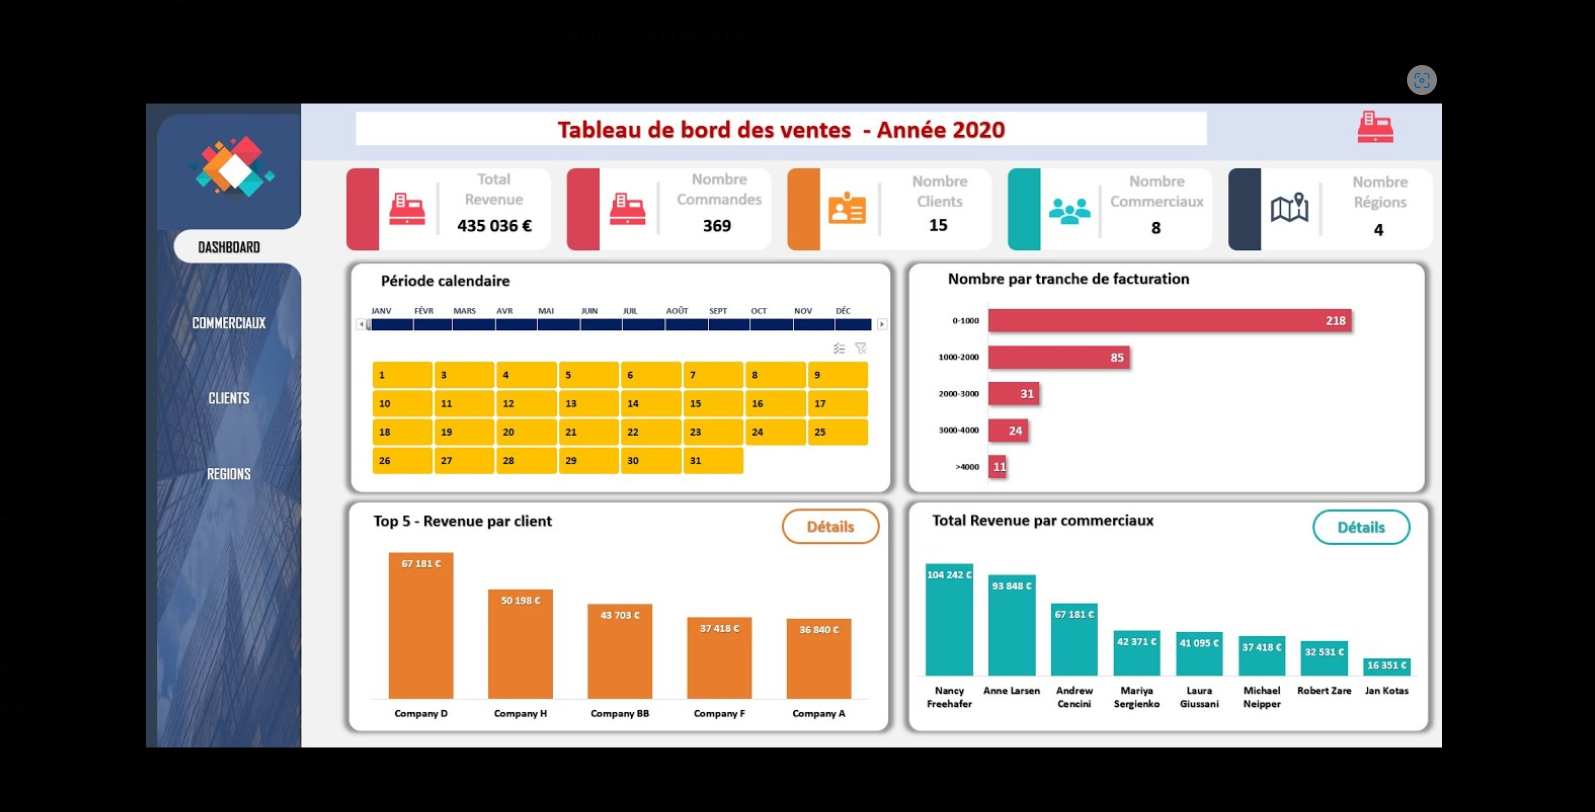 Tableau de bord des ventes - Année 2020
DASHBOARD
COMMERCIAUX
CLIENTS
REGIONS
Total
Revenue
435 036 €
Nombre
Commandes
369
Nombre
Clients
15
Nombre
Commerciaux
8
Nombre
Régions
4
Période calendaire
JANV FÉVR MARS AVR MAI JUIN JUIL AOÛT SEPT OCT NOV DÉC
1 3 4 5 6 7 8 9
10 11 12 13 14 15 16 17
18 19 20 21 22 23 24 25
26 27 28 29 30 31
Nombre par tranche de facturation
0-1000 218
1000-2000 85
2000-3000 31
3000-4000 24
>4000 11
Top 5 - Revenue par client
Détails
67 181 € 50 198 € 43 703 € 37 418 € 36 840 €
Company D Company H Company BB Company F Company A
Total Revenue par commerciaux
Détails
104 242 € 93 848 € 67 181 € 42 371 € 41 095 € 37 418 € 32 531 € 16 351 €
Nancy Anne Larsen Andrew Mariya Laura Michael Robert Zare Jan Kotas
Freehafer Cencini Sergienko Giussani Neipper